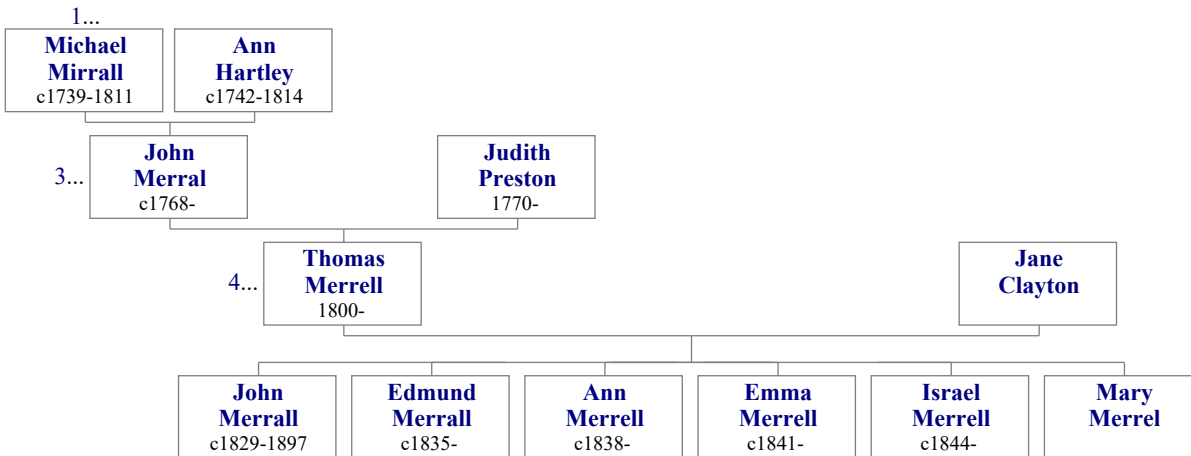 1...
Michael
Mirrall
c1739-1811
Ann
Hartley
c1742-1814
3...
John
Merral
c1768-
Judith
Preston
1770-
4...
Thomas
Merrell
1800-
Jane
Clayton
John
Merrall
c1829-1897
Edmund
Merrall
c1835-
Ann
Merrell
c1838-
Emma
Merrell
c1841-
Israel
Merrell
c1844-
Mary
Merrel